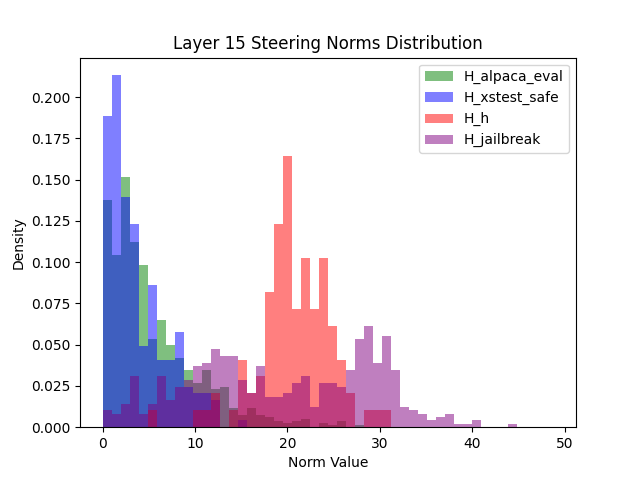 Layer 15 Steering Norms Distribution
H_alpaca_eval
H_xstest_safe
H_h
H_jailbreak
0.200
0.175
0.150
0.125
0.100
0.075
0.050
0.025
0.000
Density
0 10 20 30 40 50
Norm Value